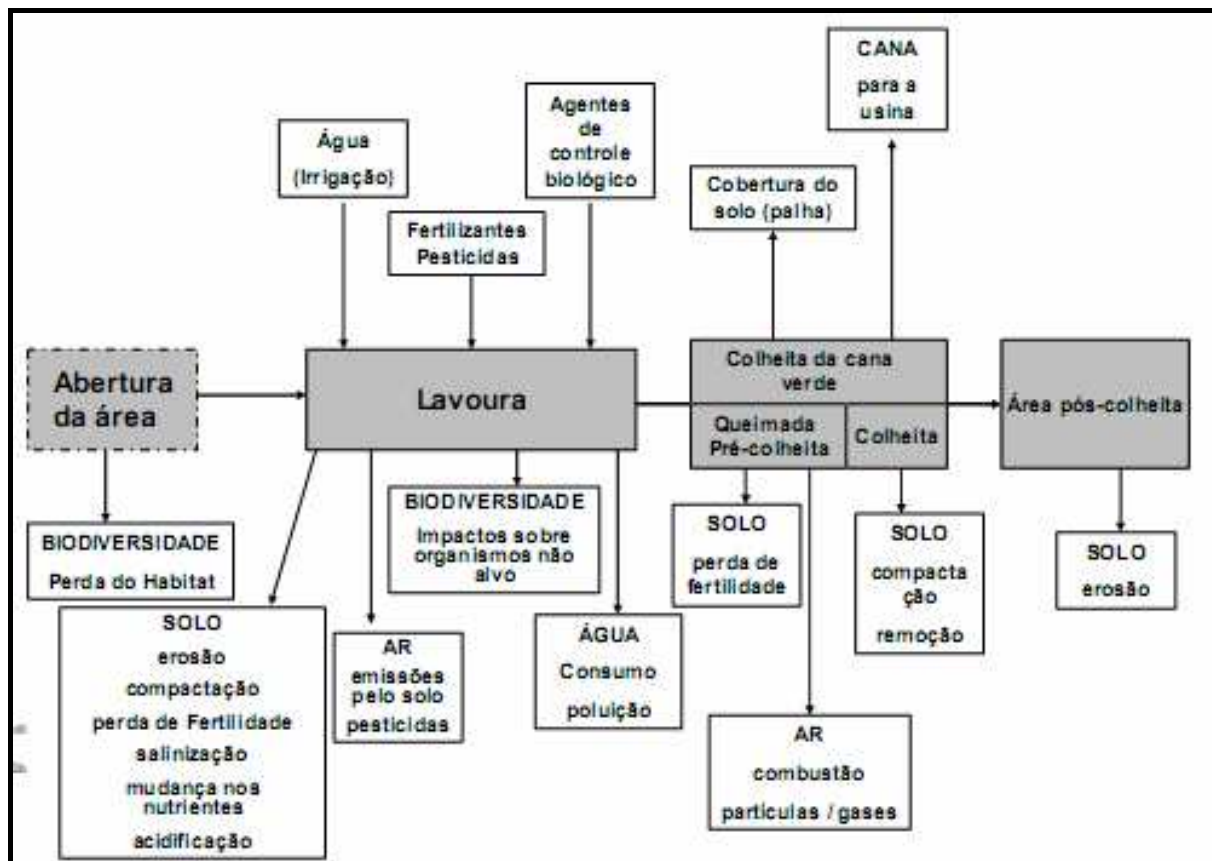 CANA
para a
usina
Agentes
de
controle
biológico
Água
(Irrigação)
Cobertura do
solo (palha)
Fertilizantes
Pesticidas
Abertura
da área
Lavoura
Colheita da cana
verde
Queimada
Pré-colheita
Colheita
Área pós-colheita
BIODIVERSIDADE
Perda do Habitat
BIODIVERSIDADE
Impactos sobre
organismos não
alvo
SOLO
perda de
fertilidade
SOLO
compacta
ção
remoção
SOLO
erosão
SOLO
erosão
compactação
perda de Fertilidade
salinização
mudança nos
nutrientes
acidificação
AR
emissões
pelo solo
pesticidas
ÁGUA
Consumo
poluição
AR
combustão
partículas / gases